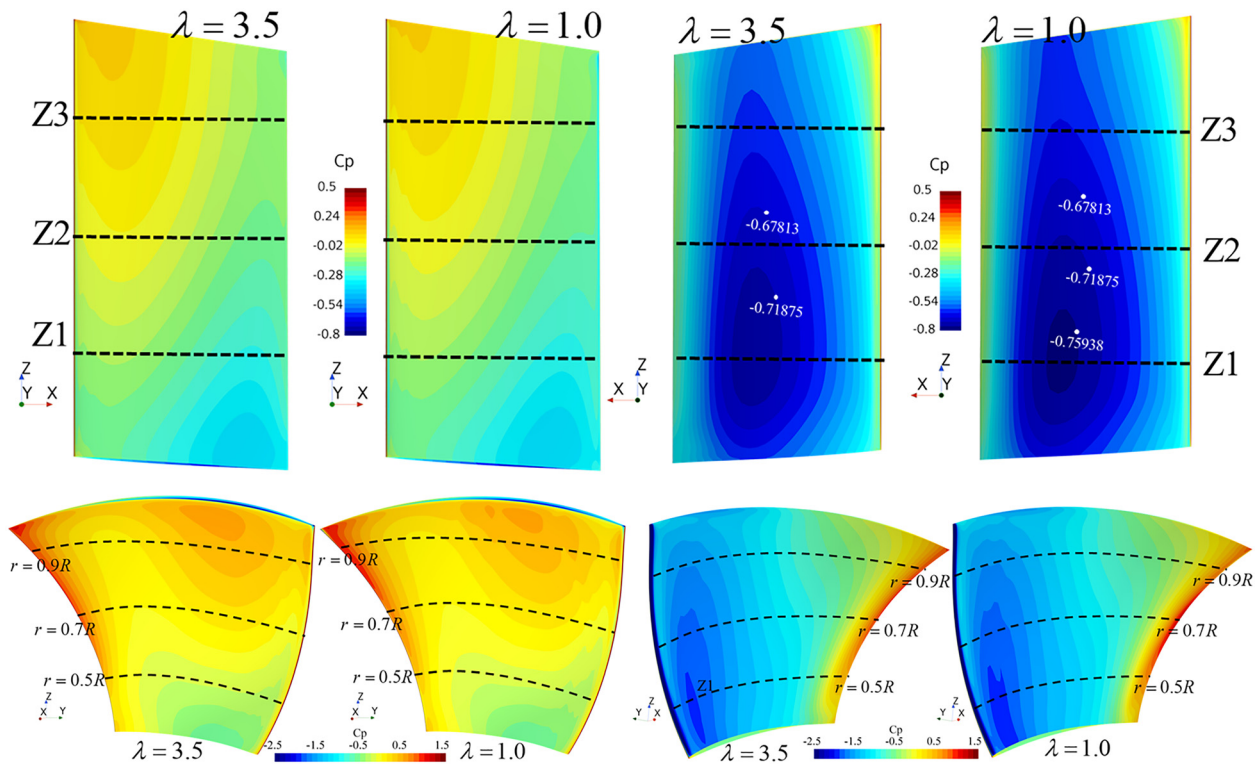 λ = 3.5
λ = 1.0
λ = 3.5
λ = 1.0
Z3
Z2
Z1
Cp
0.5
0.24
-0.02
-0.28
-0.54
-0.8
Z
Y X
Z
Y X
-0.67813
-0.71875
Z
X Y
Cp
0.5
0.24
-0.02
-0.28
-0.54
-0.8
-0.67813
-0.71875
-0.75938
Z
X Y
Z3
Z2
Z1
r = 0.9R
r = 0.7R
r = 0.5R
Z
X Y
λ = 3.5
r = 0.9R
r = 0.7R
r = 0.5R
Z
X Y
λ = 1.0
Cp
-2.5 -1.5 -0.5 0.5 1.5
r = 0.9R
r = 0.7R
r = 0.5R
Z1
Z
Y X
λ = 3.5
r = 0.9R
r = 0.7R
r = 0.5R
Z
Y X
λ = 1.0
Cp
-2.5 -1.5 -0.5 0.5 1.5